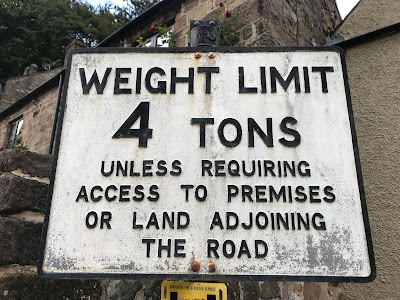 WEIGHT LIMIT
4 TONS
UNLESS REQUIRING
ACCESS TO PREMISES
OR LAND ADJOINING
THE ROAD